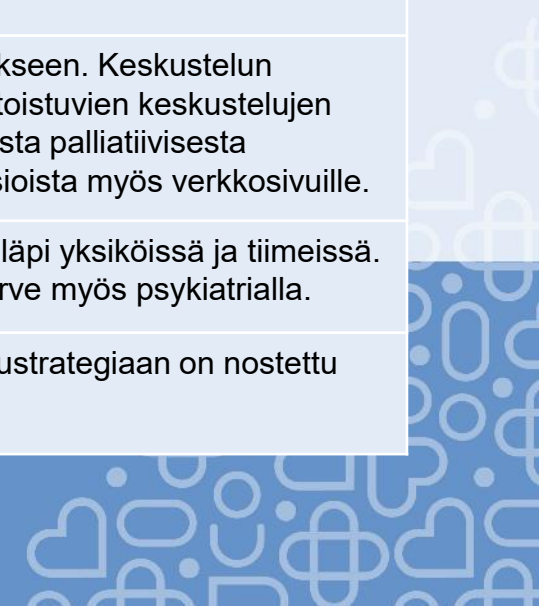 kseen. Keskustelun
toistuvien keskustelujen
sta palliatiivisesta
sioista myös verkkosivuille.
läpi yksiköissä ja tiimeissä.
rve myös psykiatrialla.
ustrategiaan on nostettu